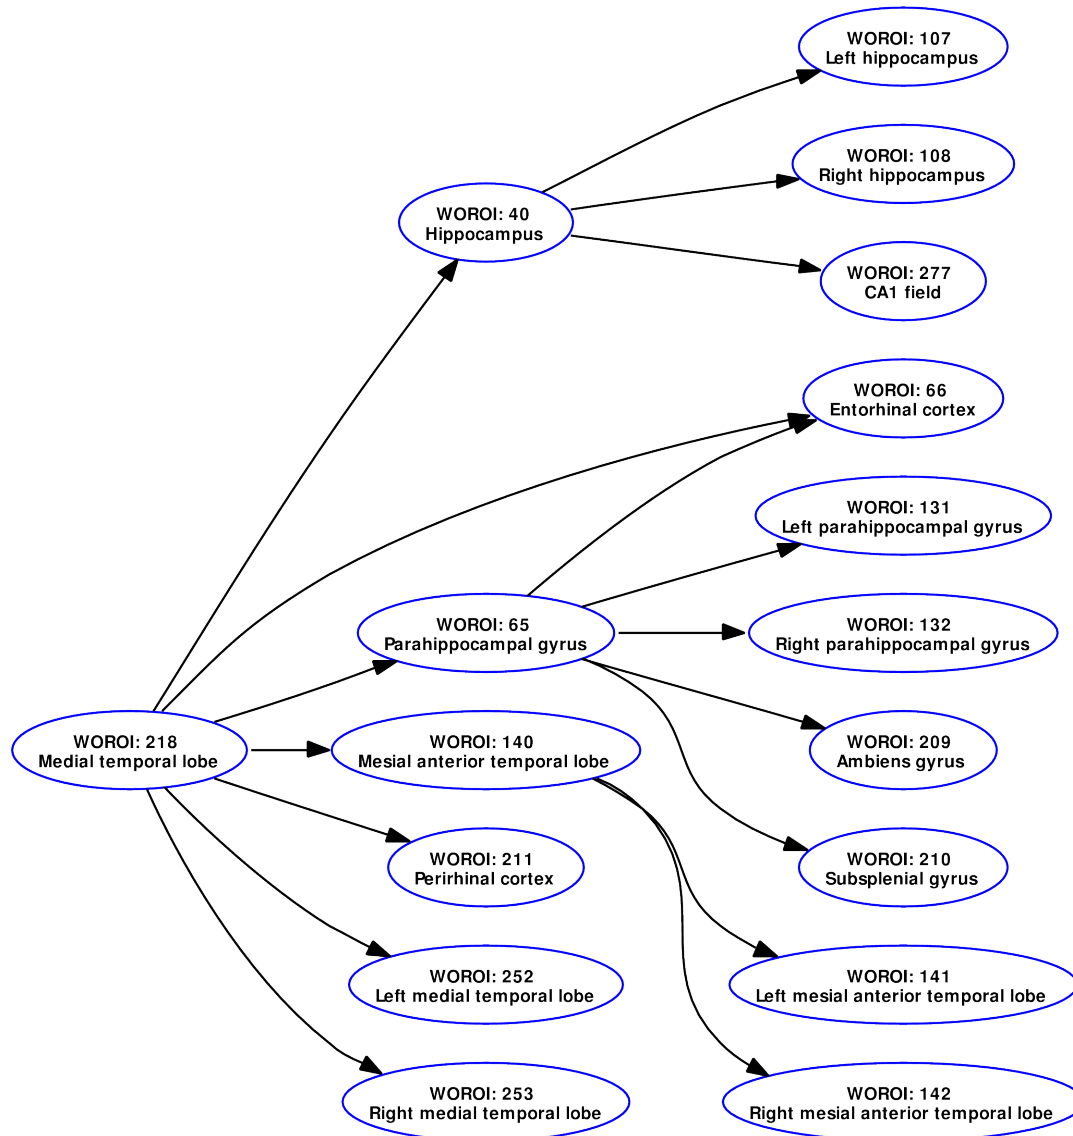 WOROI: 107
Left hippocampus
WOROI: 108
Right hippocampus
WOROI: 40
Hippocampus
WOROI: 277
CA1 field
WOROI: 66
Entorhinal cortex
WOROI: 131
Left parahippocampal gyrus
WOROI: 65
Parahippocampal gyrus
WOROI: 132
Right parahippocampal gyrus
WOROI: 218
Medial temporal lobe
WOROI: 140
Mesial anterior temporal lobe
WOROI: 209
Ambiens gyrus
WOROI: 211
Perirhinal cortex
WOROI: 210
Subsplenial gyrus
WOROI: 252
Left medial temporal lobe
WOROI: 141
Left mesial anterior temporal lobe
WOROI: 253
Right medial temporal lobe
WOROI: 142
Right mesial anterior temporal lobe